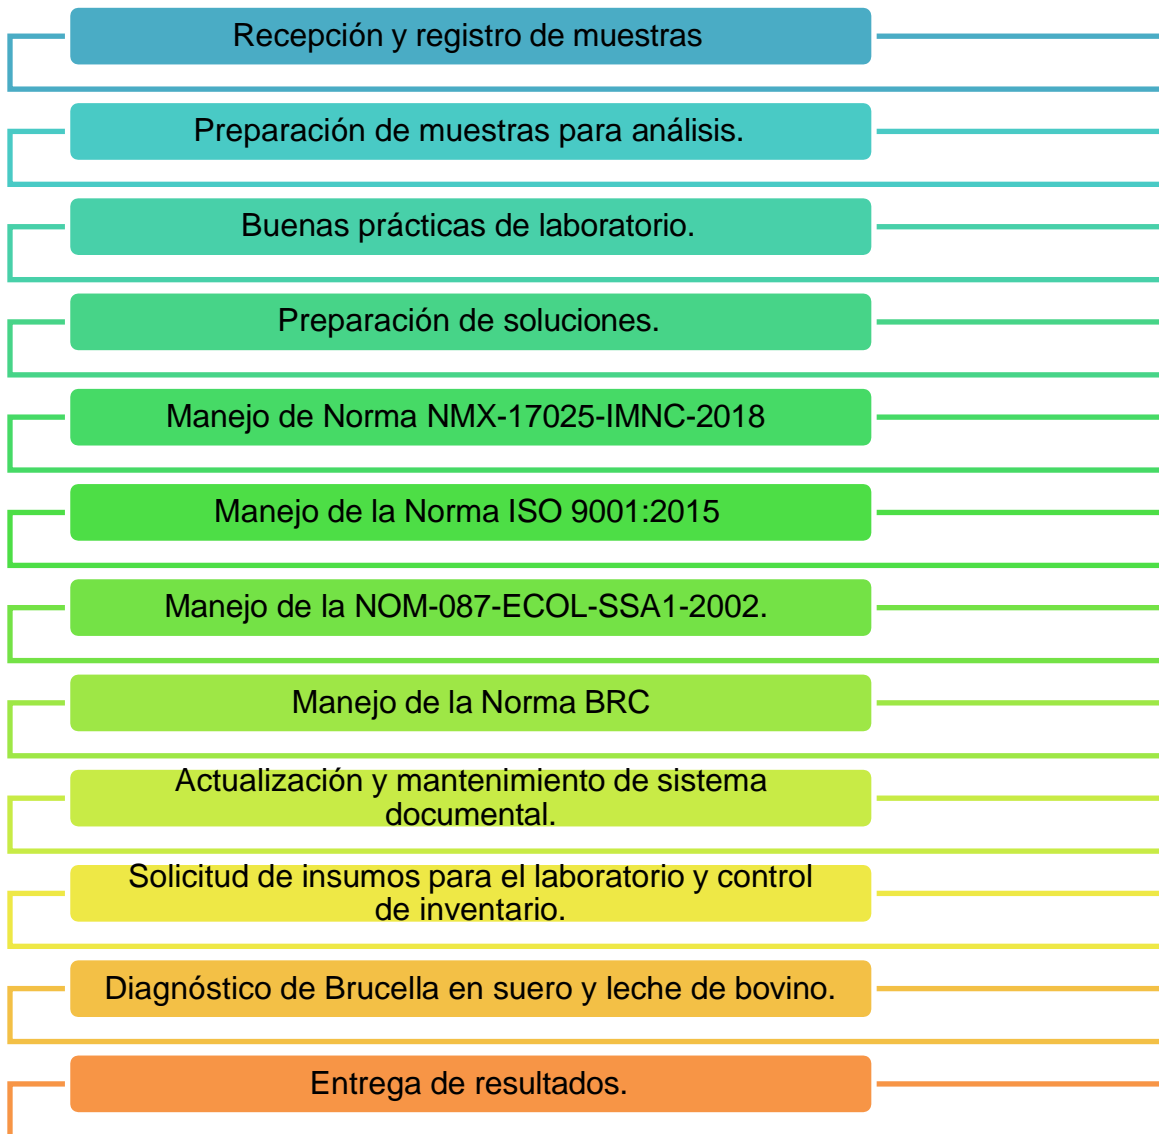 Recepción y registro de muestras
Preparación de muestras para análisis.
Buenas prácticas de laboratorio.
Preparación de soluciones.
Manejo de Norma NMX-17025-IMNC-2018
Manejo de la Norma ISO 9001:2015
Manejo de la NOM-087-ECOL-SSA1-2002.
Manejo de la Norma BRC
Actualización y mantenimiento de sistema
documental.
Solicitud de insumos para el laboratorio y control
de inventario.
Diagnóstico de Brucella en suero y leche de bovino.
Entrega de resultados.